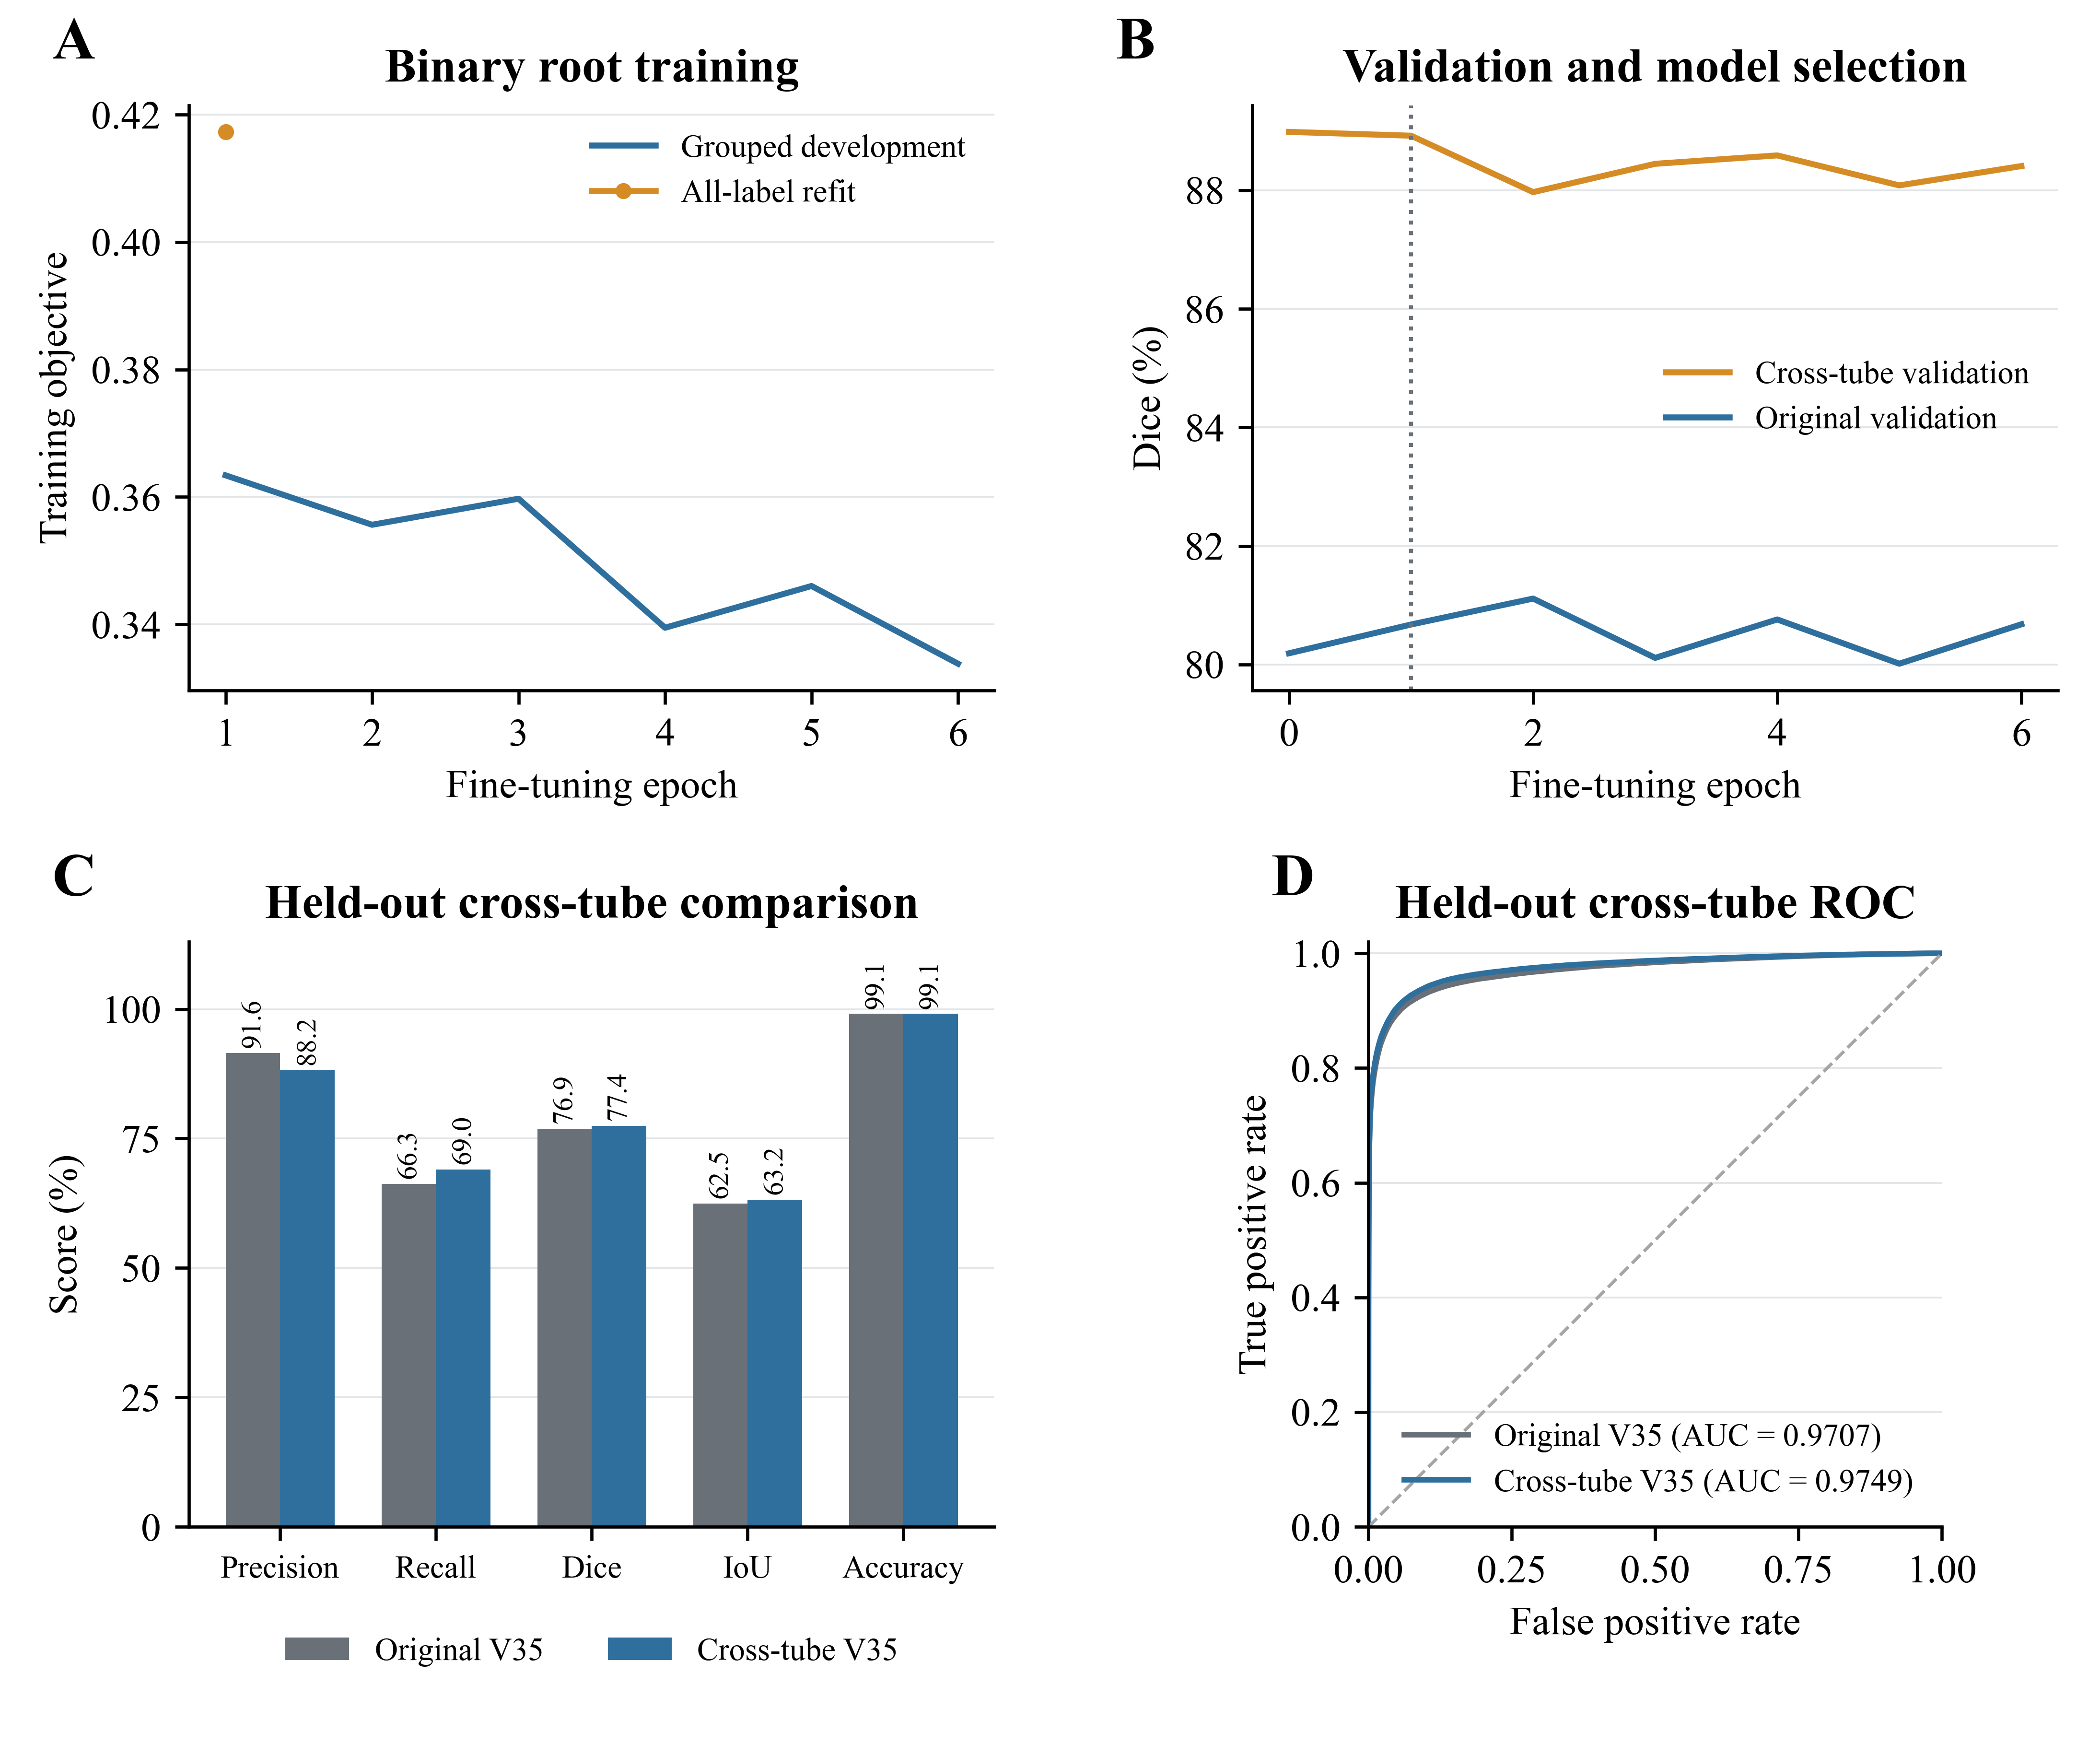 A
Binary root training
0.42
0.40
0.38
0.36
0.34
Training objective
Grouped development
All-label refit
1 2 3 4 5 6
Fine-tuning epoch
B
Validation and model selection
88
86
84
82
80
Dice (%)
Cross-tube validation
Original validation
0 2 4 6
Fine-tuning epoch
C
Held-out cross-tube comparison
100
75
50
25
0
Score (%)
91.6 88.2 66.3 69.0 76.9 77.4 62.5 63.2 99.1 99.1
Precision Recall Dice IoU Accuracy
Original V35 Cross-tube V35
D
Held-out cross-tube ROC
1.0
0.8
0.6
0.4
0.2
0.0
True positive rate
Original V35 (AUC = 0.9707)
Cross-tube V35 (AUC = 0.9749)
0.00 0.25 0.50 0.75 1.00
False positive rate